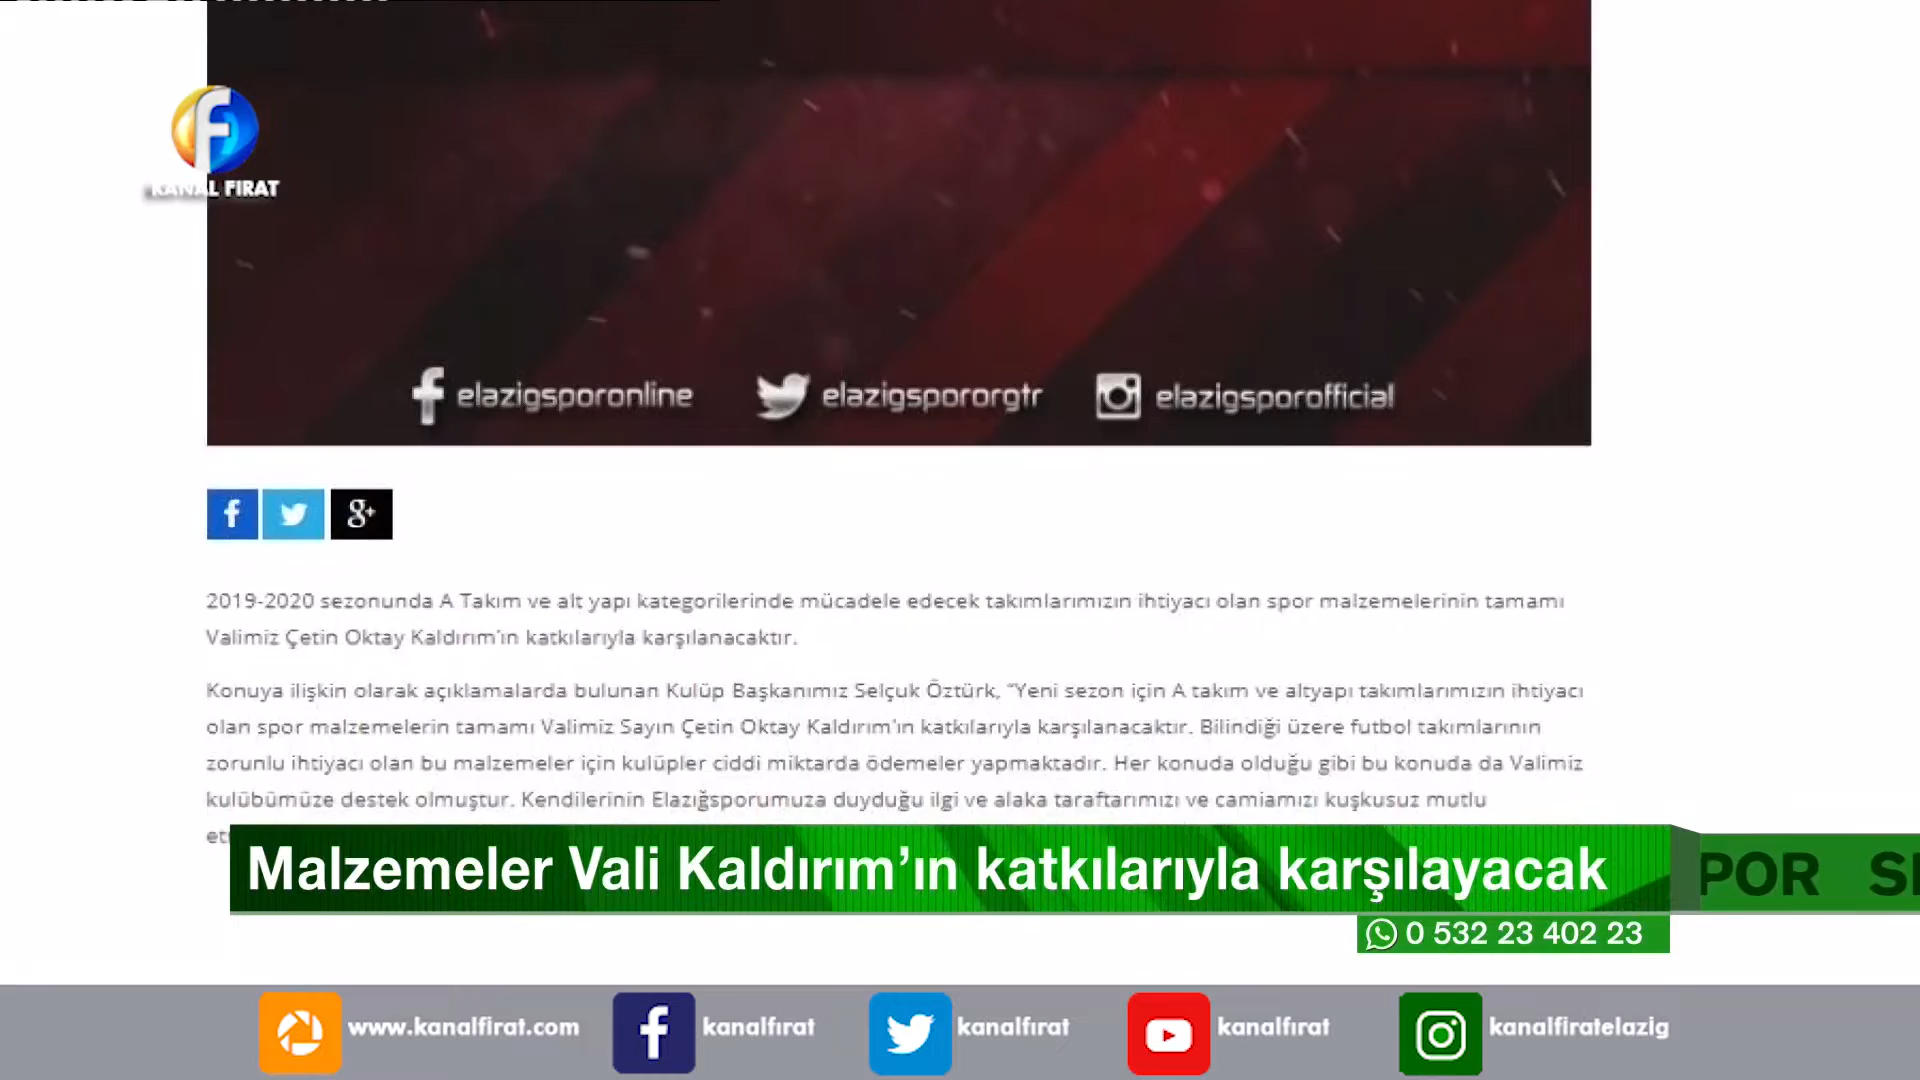 KANAL FIRAT
elazigsporonline
elazigspororgtr
elazigsporofficial
2019-2020 sezonunda A Takım ve alt yapı kategorilerinde mücadele edecek takımlarımızın ihtiyacı olan spor malzemelerinin tamamı
Valimiz Çetin Oktay Kaldırım'ın katkılarıyla karşılanacaktır.
Konuya ilişkin olarak açıklamalarda bulunan Kulüp Başkanımız Selçuk Öztürk, "Yeni sezon için A takım ve altyapı takımlarımızın ihtiyacı
olan spor malzemelerin tamamı Valimiz Sayın Çetin Oktay Kaldırım'ın katkılarıyla karşılanacaktır. Bilindiği üzere futbol takımlarının
zorunlu ihtiyacı olan bu malzemeler için kulüpler ciddi miktarda ödemeler yapmaktadır. Her konuda olduğu gibi bu konuda da Valimiz
kulübümüze destek olmuştur. Kendilerinin Elazığsporumuza duyduğu ilgi ve alaka taraftarımızı ve camiamızı kuşkusuz mutlu
Malzemeler Vali Kaldırım'ın katkılarıyla karşılayacak
POR
0 532 23 402 23
www.kanalfirat.com
kanalfırat
kanalfırat
kanalfırat
kanalfiratelazig